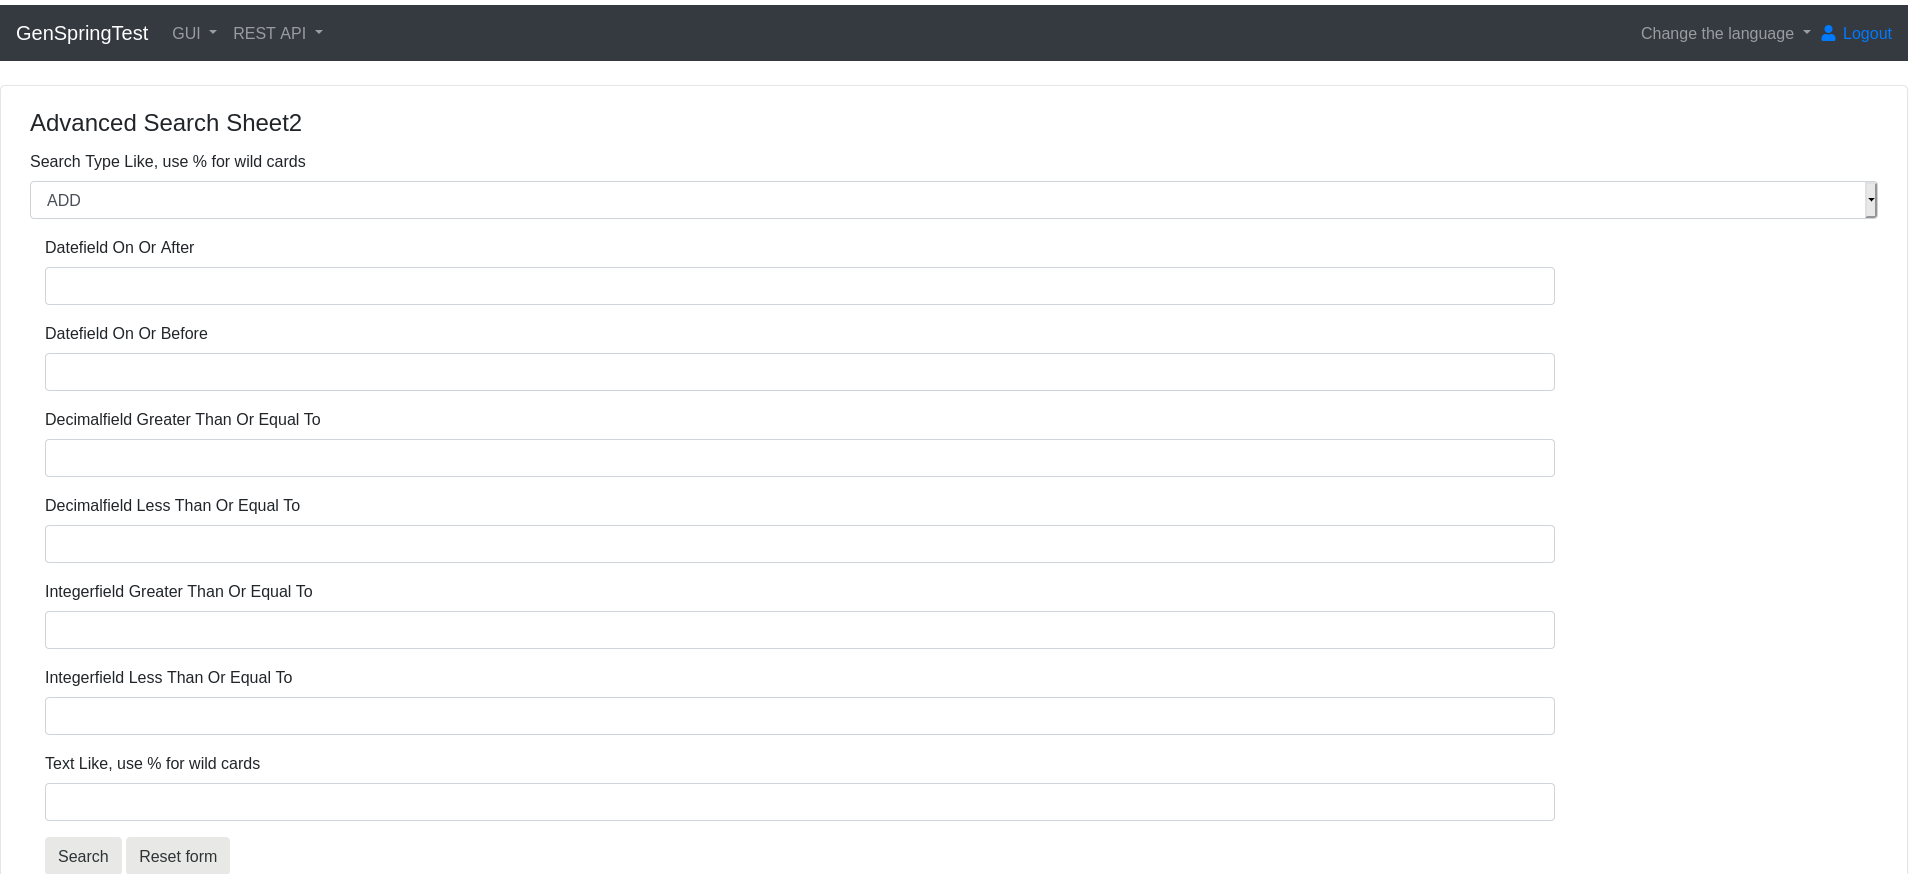 GenSpringTest GUI REST API Change the language Logout
Advanced Search Sheet2
Search Type Like, use % for wild cards
ADD
Datefield On Or After
Datefield On Or Before
Decimalfield Greater Than Or Equal To
Decimalfield Less Than Or Equal To
Integerfield Greater Than Or Equal To
Integerfield Less Than Or Equal To
Text Like, use % for wild cards
Search Reset form